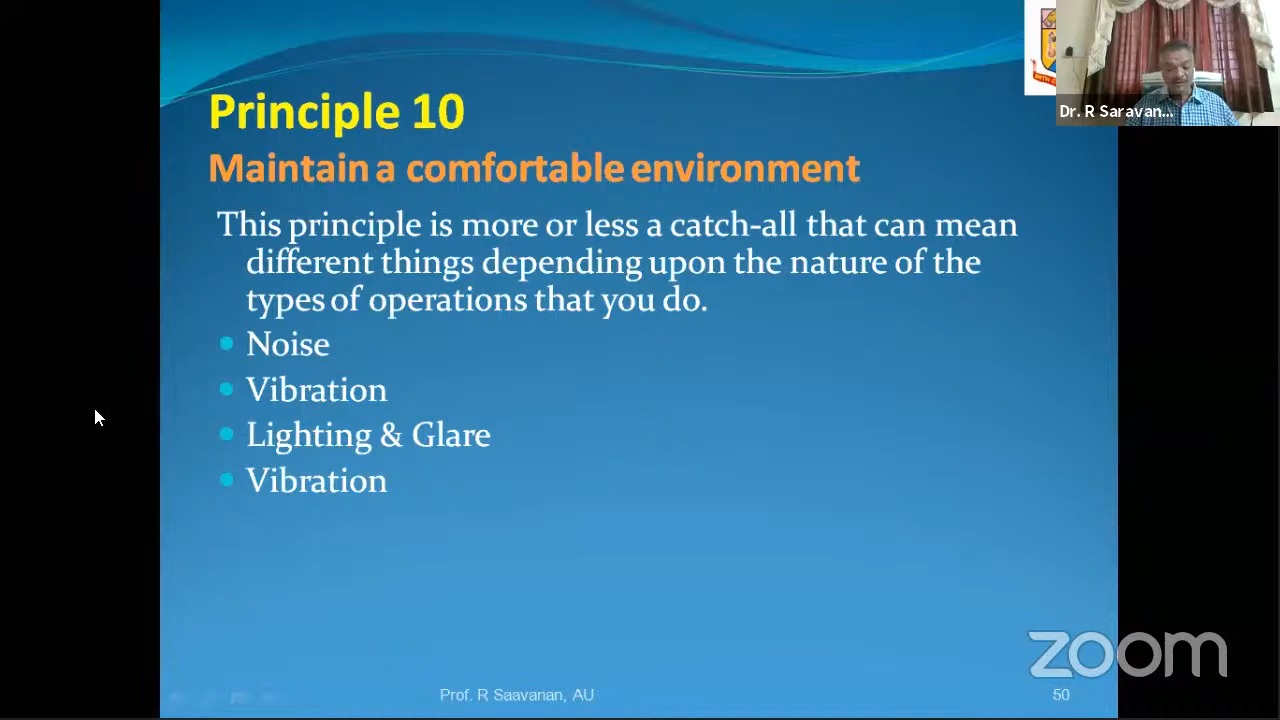 Principle 10
Maintain a comfortable environment
This principle is more or less a catch-all that can mean
different things depending upon the nature of the
types of operations that you do.
Noise
Vibration
Lighting & Glare
Vibration
Dr. R Saravan...
zoom
Prof. R Saavanan, AU
50